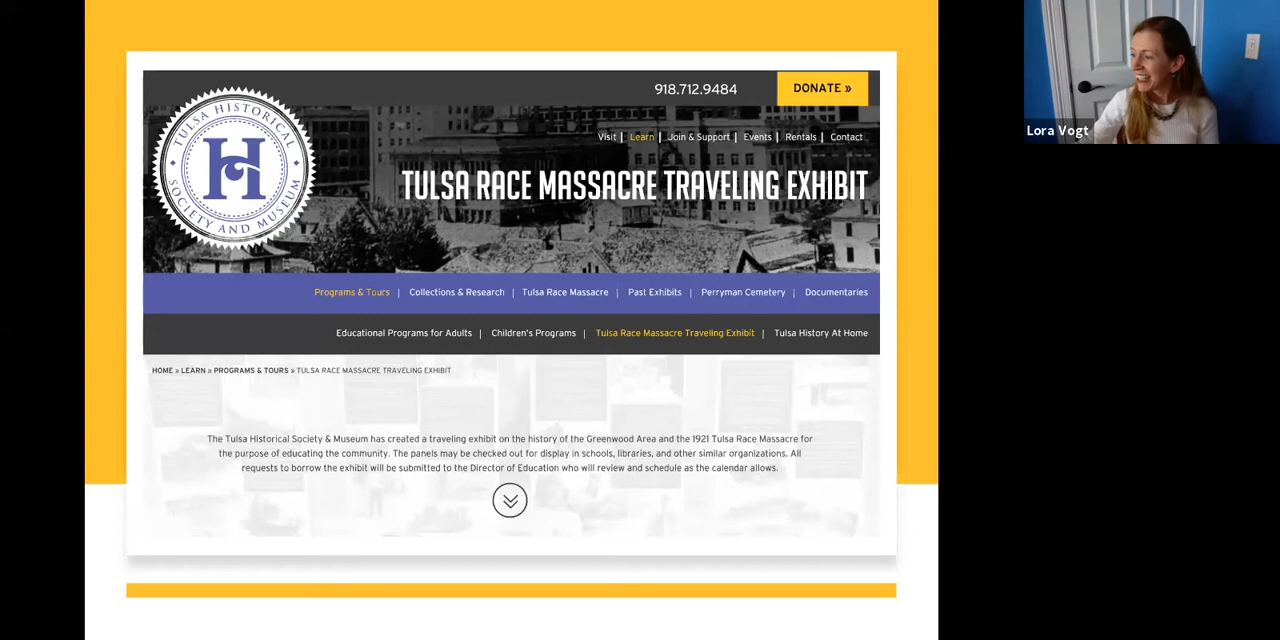 918.712.9484
DONATE »
TULSA HISTORICAL
SOCIETY AND MUSEUM
H
Visit | Learn | Join & Support | Events | Rentals | Contact
TULSA RACE MASSACRE TRAVELING EXHIBIT
Programs & Tours | Collections & Research | Tulsa Race Massacre | Past Exhibits | Perryman Cemetery | Documentaries
Educational Programs for Adults | Children's Programs | Tulsa Race Massacre Traveling Exhibit | Tulsa History At Home
HOME » LEARN » PROGRAMS & TOURS » TULSA RACE MASSACRE TRAVELING EXHIBIT
The Tulsa Historical Society & Museum has created a traveling exhibit on the history of the Greenwood Area and the 1921 Tulsa Race Massacre for
the purpose of educating the community. The panels may be checked out for display in schools, libraries, and other similar organizations. All
requests to borrow the exhibit will be submitted to the Director of Education who will review and schedule as the calendar allows.
Lora Vogt